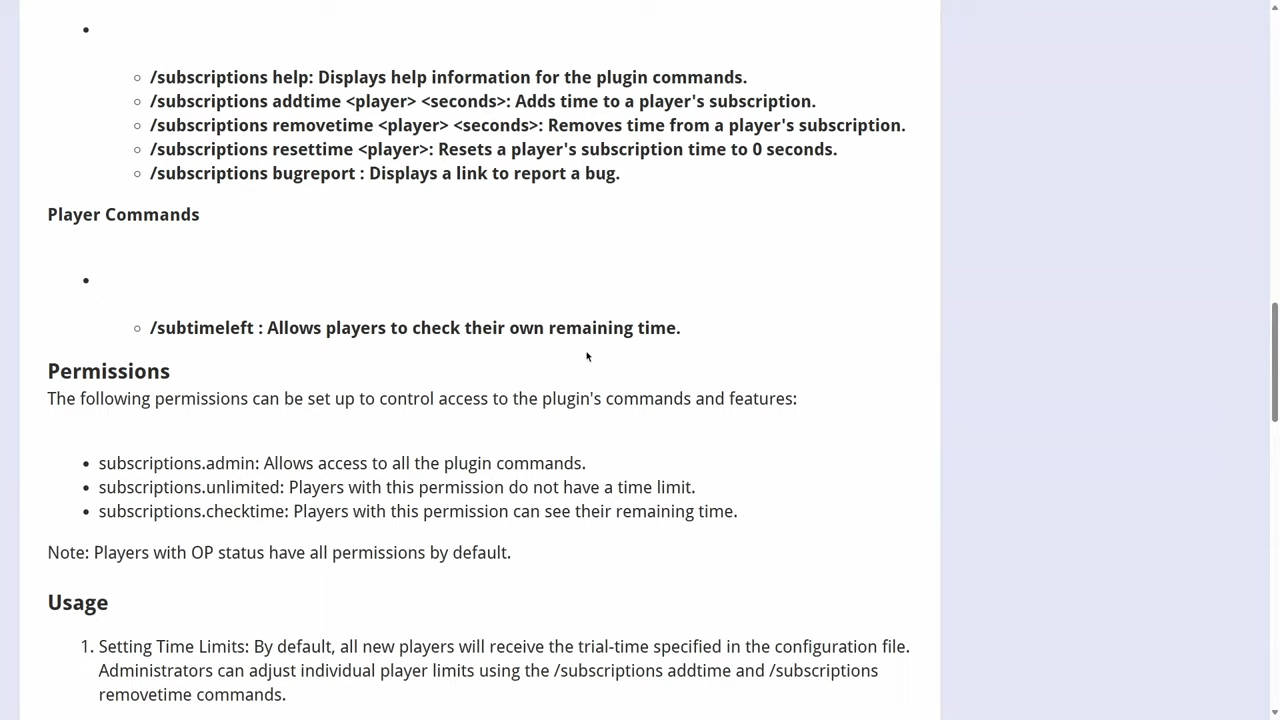 /subscriptions help: Displays help information for the plugin commands.
/subscriptions addtime <player> <seconds>: Adds time to a player's subscription.
/subscriptions removetime <player> <seconds>: Removes time from a player's subscription.
/subscriptions resettime <player>: Resets a player's subscription time to 0 seconds.
/subscriptions bugreport : Displays a link to report a bug.
Player Commands
/subtimeleft : Allows players to check their own remaining time.
Permissions
The following permissions can be set up to control access to the plugin's commands and features:
subscriptions.admin: Allows access to all the plugin commands.
subscriptions.unlimited: Players with this permission do not have a time limit.
subscriptions.checktime: Players with this permission can see their remaining time.
Note: Players with OP status have all permissions by default.
Usage
1. Setting Time Limits: By default, all new players will receive the trial-time specified in the configuration file.
Administrators can adjust individual player limits using the /subscriptions addtime and /subscriptions
removetime commands.